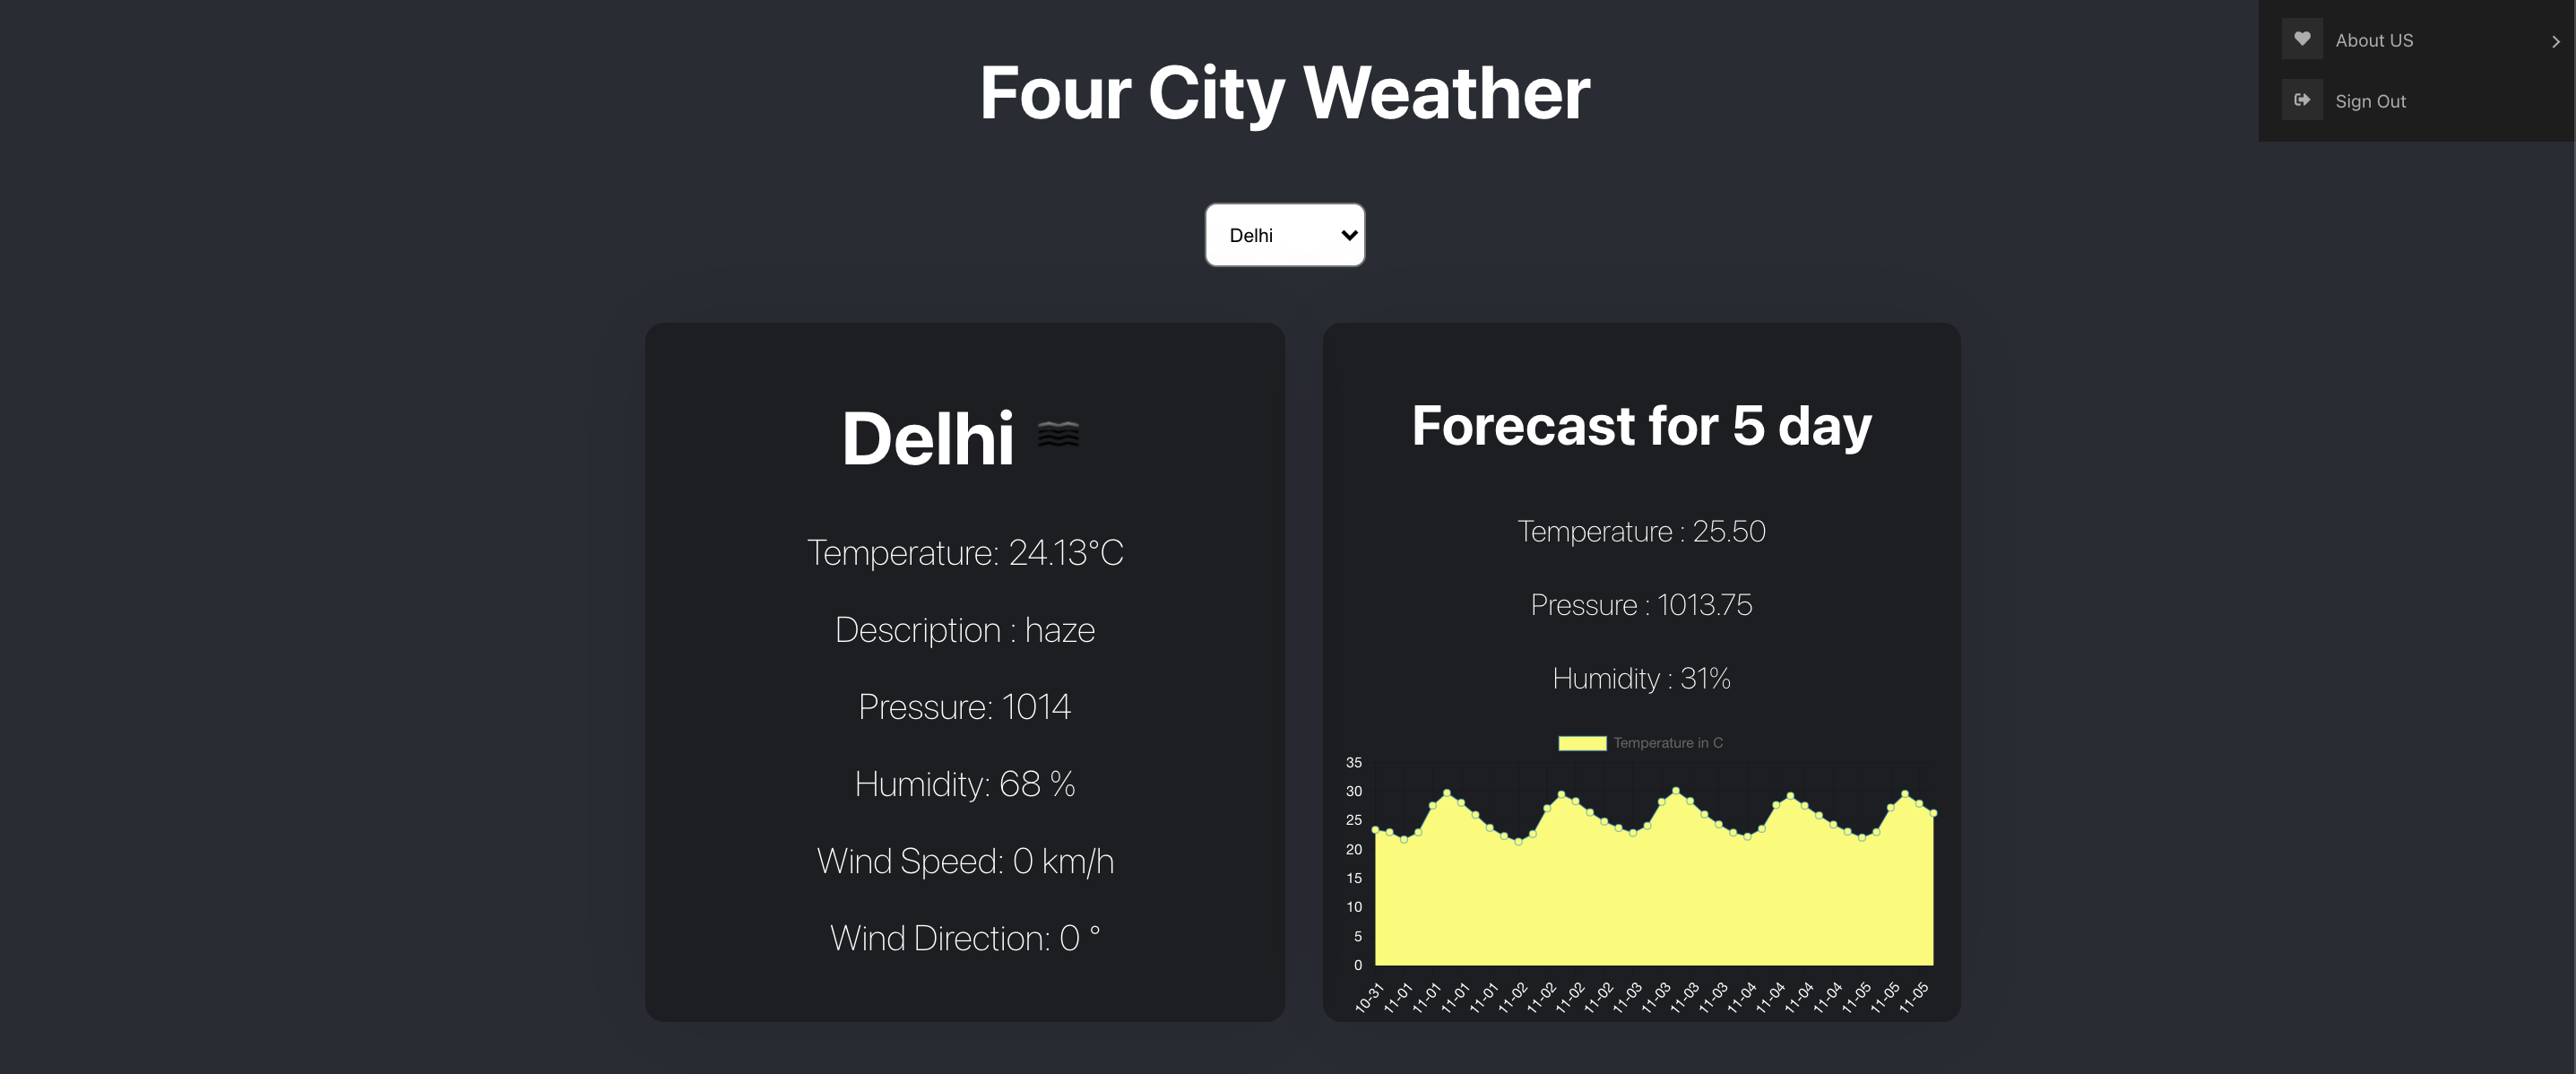 About US
Sign Out
Four City Weather
Delhi
Delhi
Temperature: 24.13°C
Description : haze
Pressure: 1014
Humidity: 68 %
Wind Speed: 0 km/h
Wind Direction: 0 °
Forecast for 5 day
Temperature : 25.50
Pressure : 1013.75
Humidity : 31%
Temperature in C
35
30
25
20
15
10
5
0
10-31 11-01 11-01 11-01 11-01 11-02 11-02 11-02 11-02 11-03 11-03 11-03 11-03 11-04 11-04 11-04 11-04 11-05 11-05 11-05